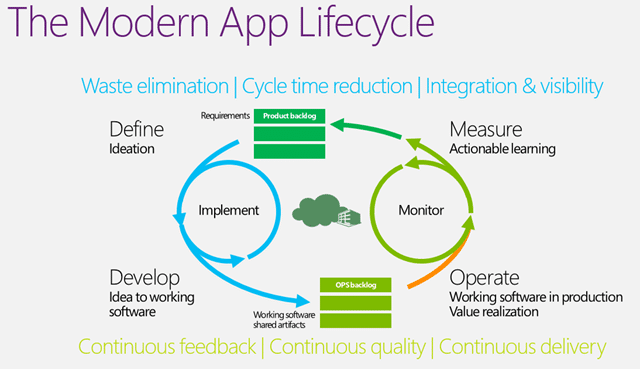 The Modern App Lifecycle
Waste elimination | Cycle time reduction | Integration & visibility
Requirements
Product backlog
Define
Ideation
Measure
Actionable learning
Implement
Monitor
Develop
Idea to working
software
OPS backlog
Working software
shared artifacts
Operate
Working software in production
Value realization
Continuous feedback | Continuous quality | Continuous delivery